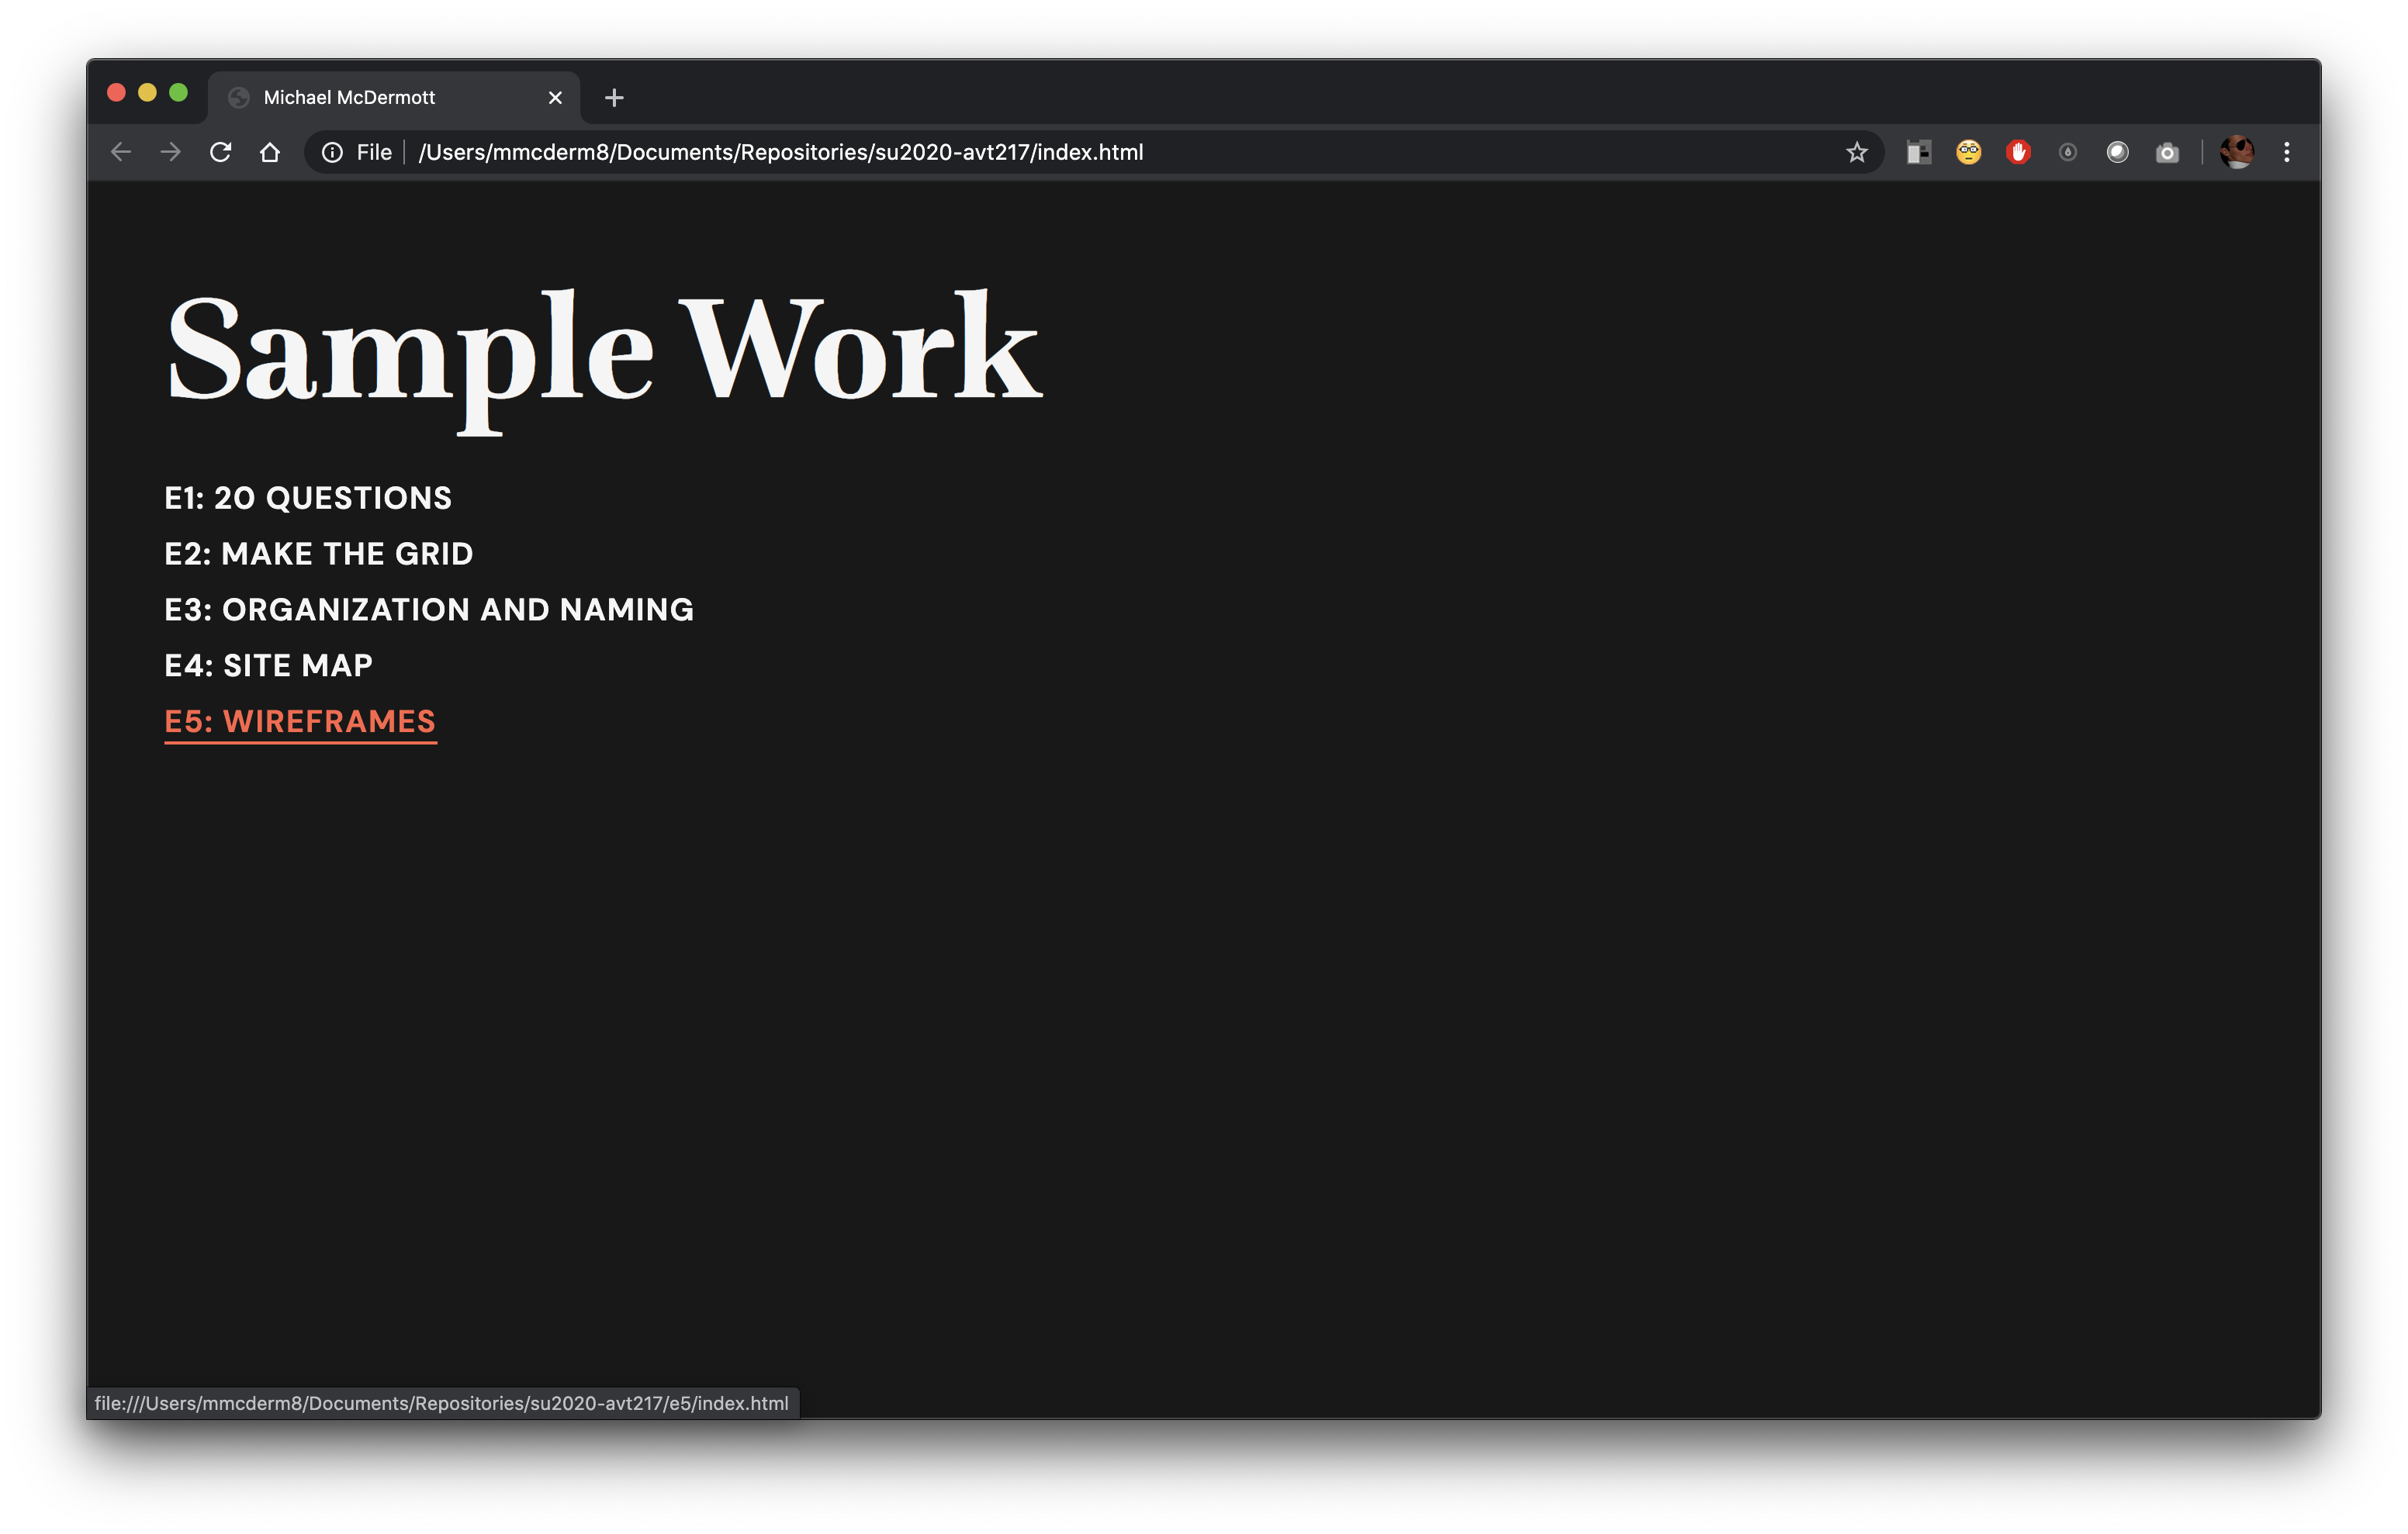 Michael McDermott
File /Users/mmcderm8/Documents/Repositories/su2020-avt217/index.html
Sample Work
E1: 20 QUESTIONS
E2: MAKE THE GRID
E3: ORGANIZATION AND NAMING
E4: SITE MAP
E5: WIREFRAMES
file:///Users/mmcderm8/Documents/Repositories/su2020-avt217/e5/index.html